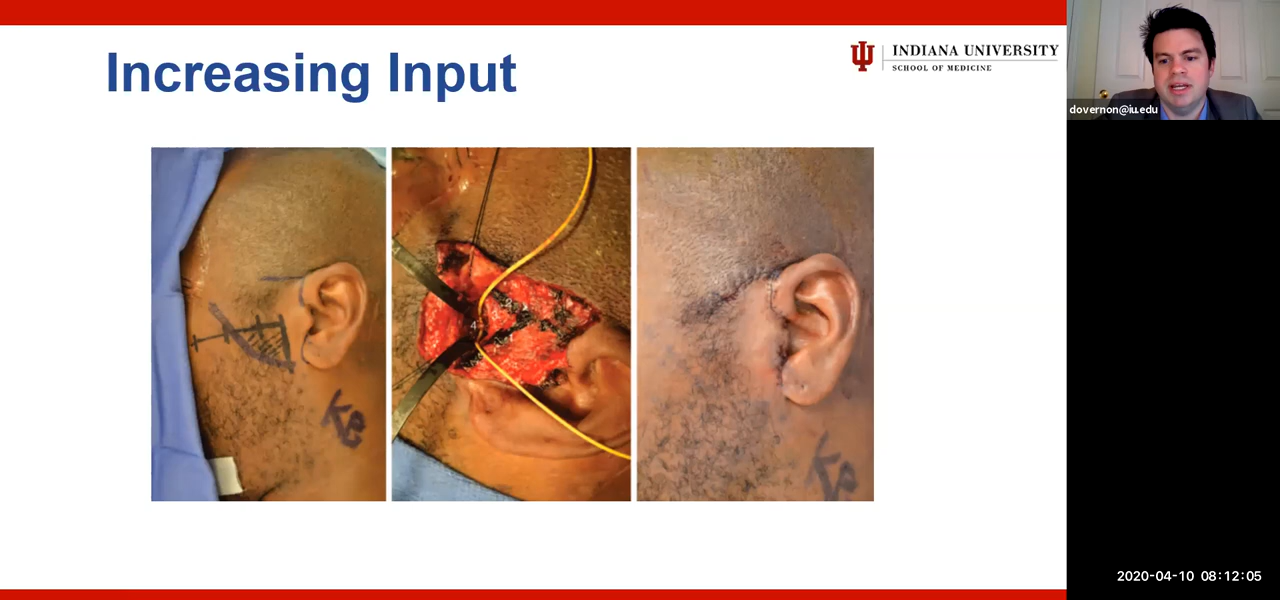 Increasing Input
INDIANA UNIVERSITY
SCHOOL OF MEDICINE
dovernon@iu.edu
2020-04-10 08:12:05